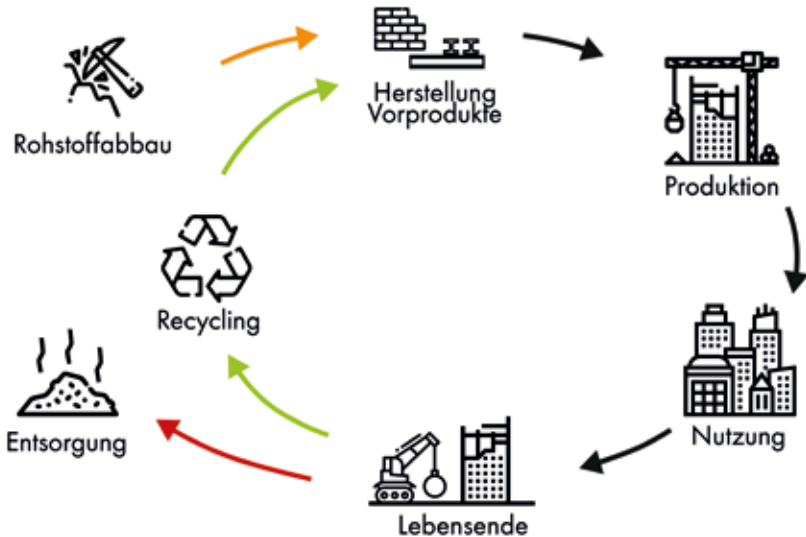 Rohstoffabbau
Herstellung
Vorprodukte
Produktion
Recycling
Nutzung
Entsorgung
Lebensende